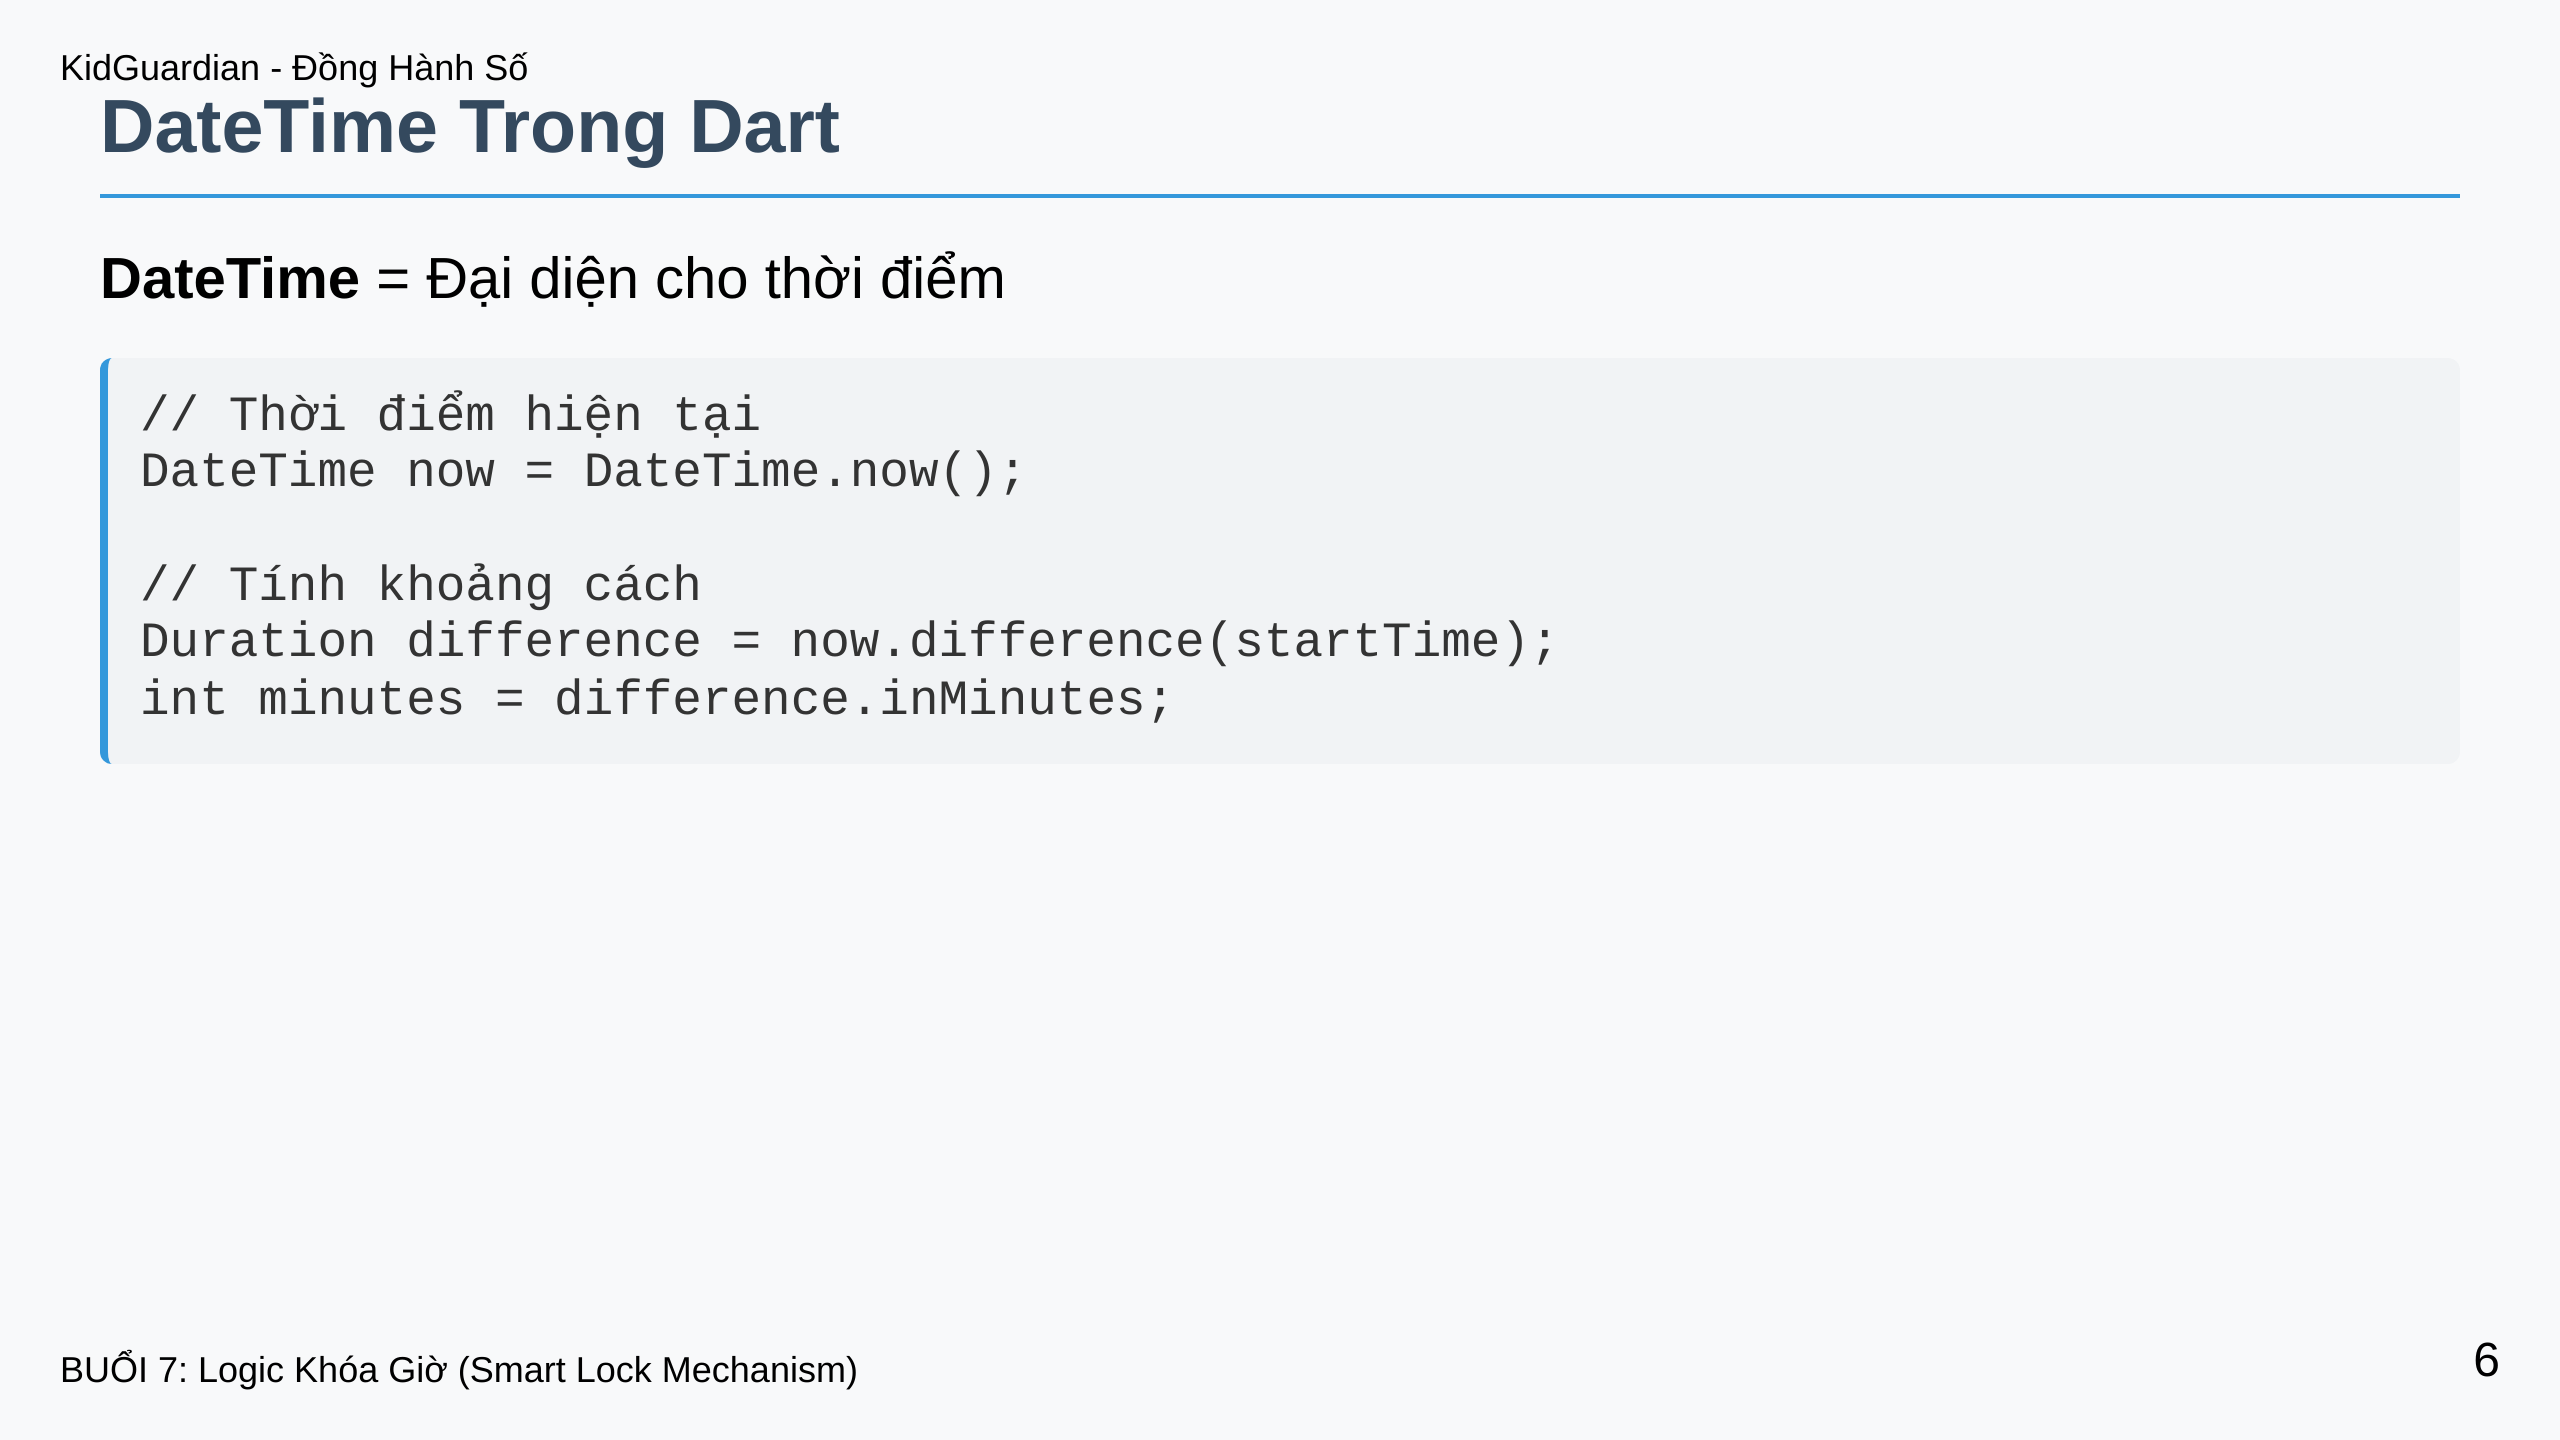 KidGuardian - Đồng Hành Số
DateTime Trong Dart
DateTime = Đại diện cho thời điểm
// Thời điểm hiện tại
DateTime now = DateTime.now();
// Tính khoảng cách
Duration difference = now.difference(startTime);
int minutes = difference.inMinutes;
BUỔI 7: Logic Khóa Giờ (Smart Lock Mechanism)
6